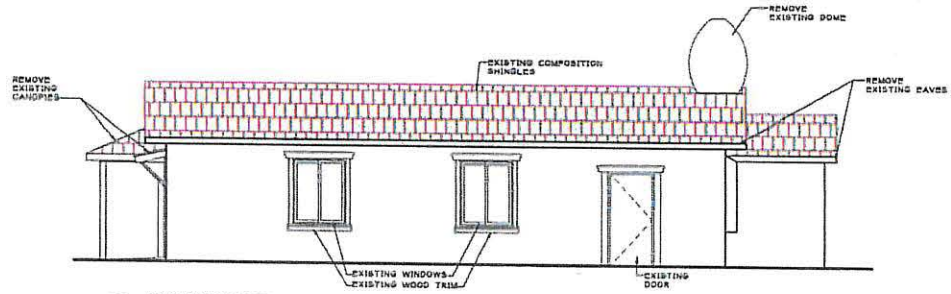 REMOVE
EXISTING DOME
EXISTING COMPOSITION
SHINGLES
REMOVE
EXISTING
CANOPIES
REMOVE
EXISTING EAVES
EXISTING WINDOWS
EXISTING WOOD TRIM
EXISTING
DOOR